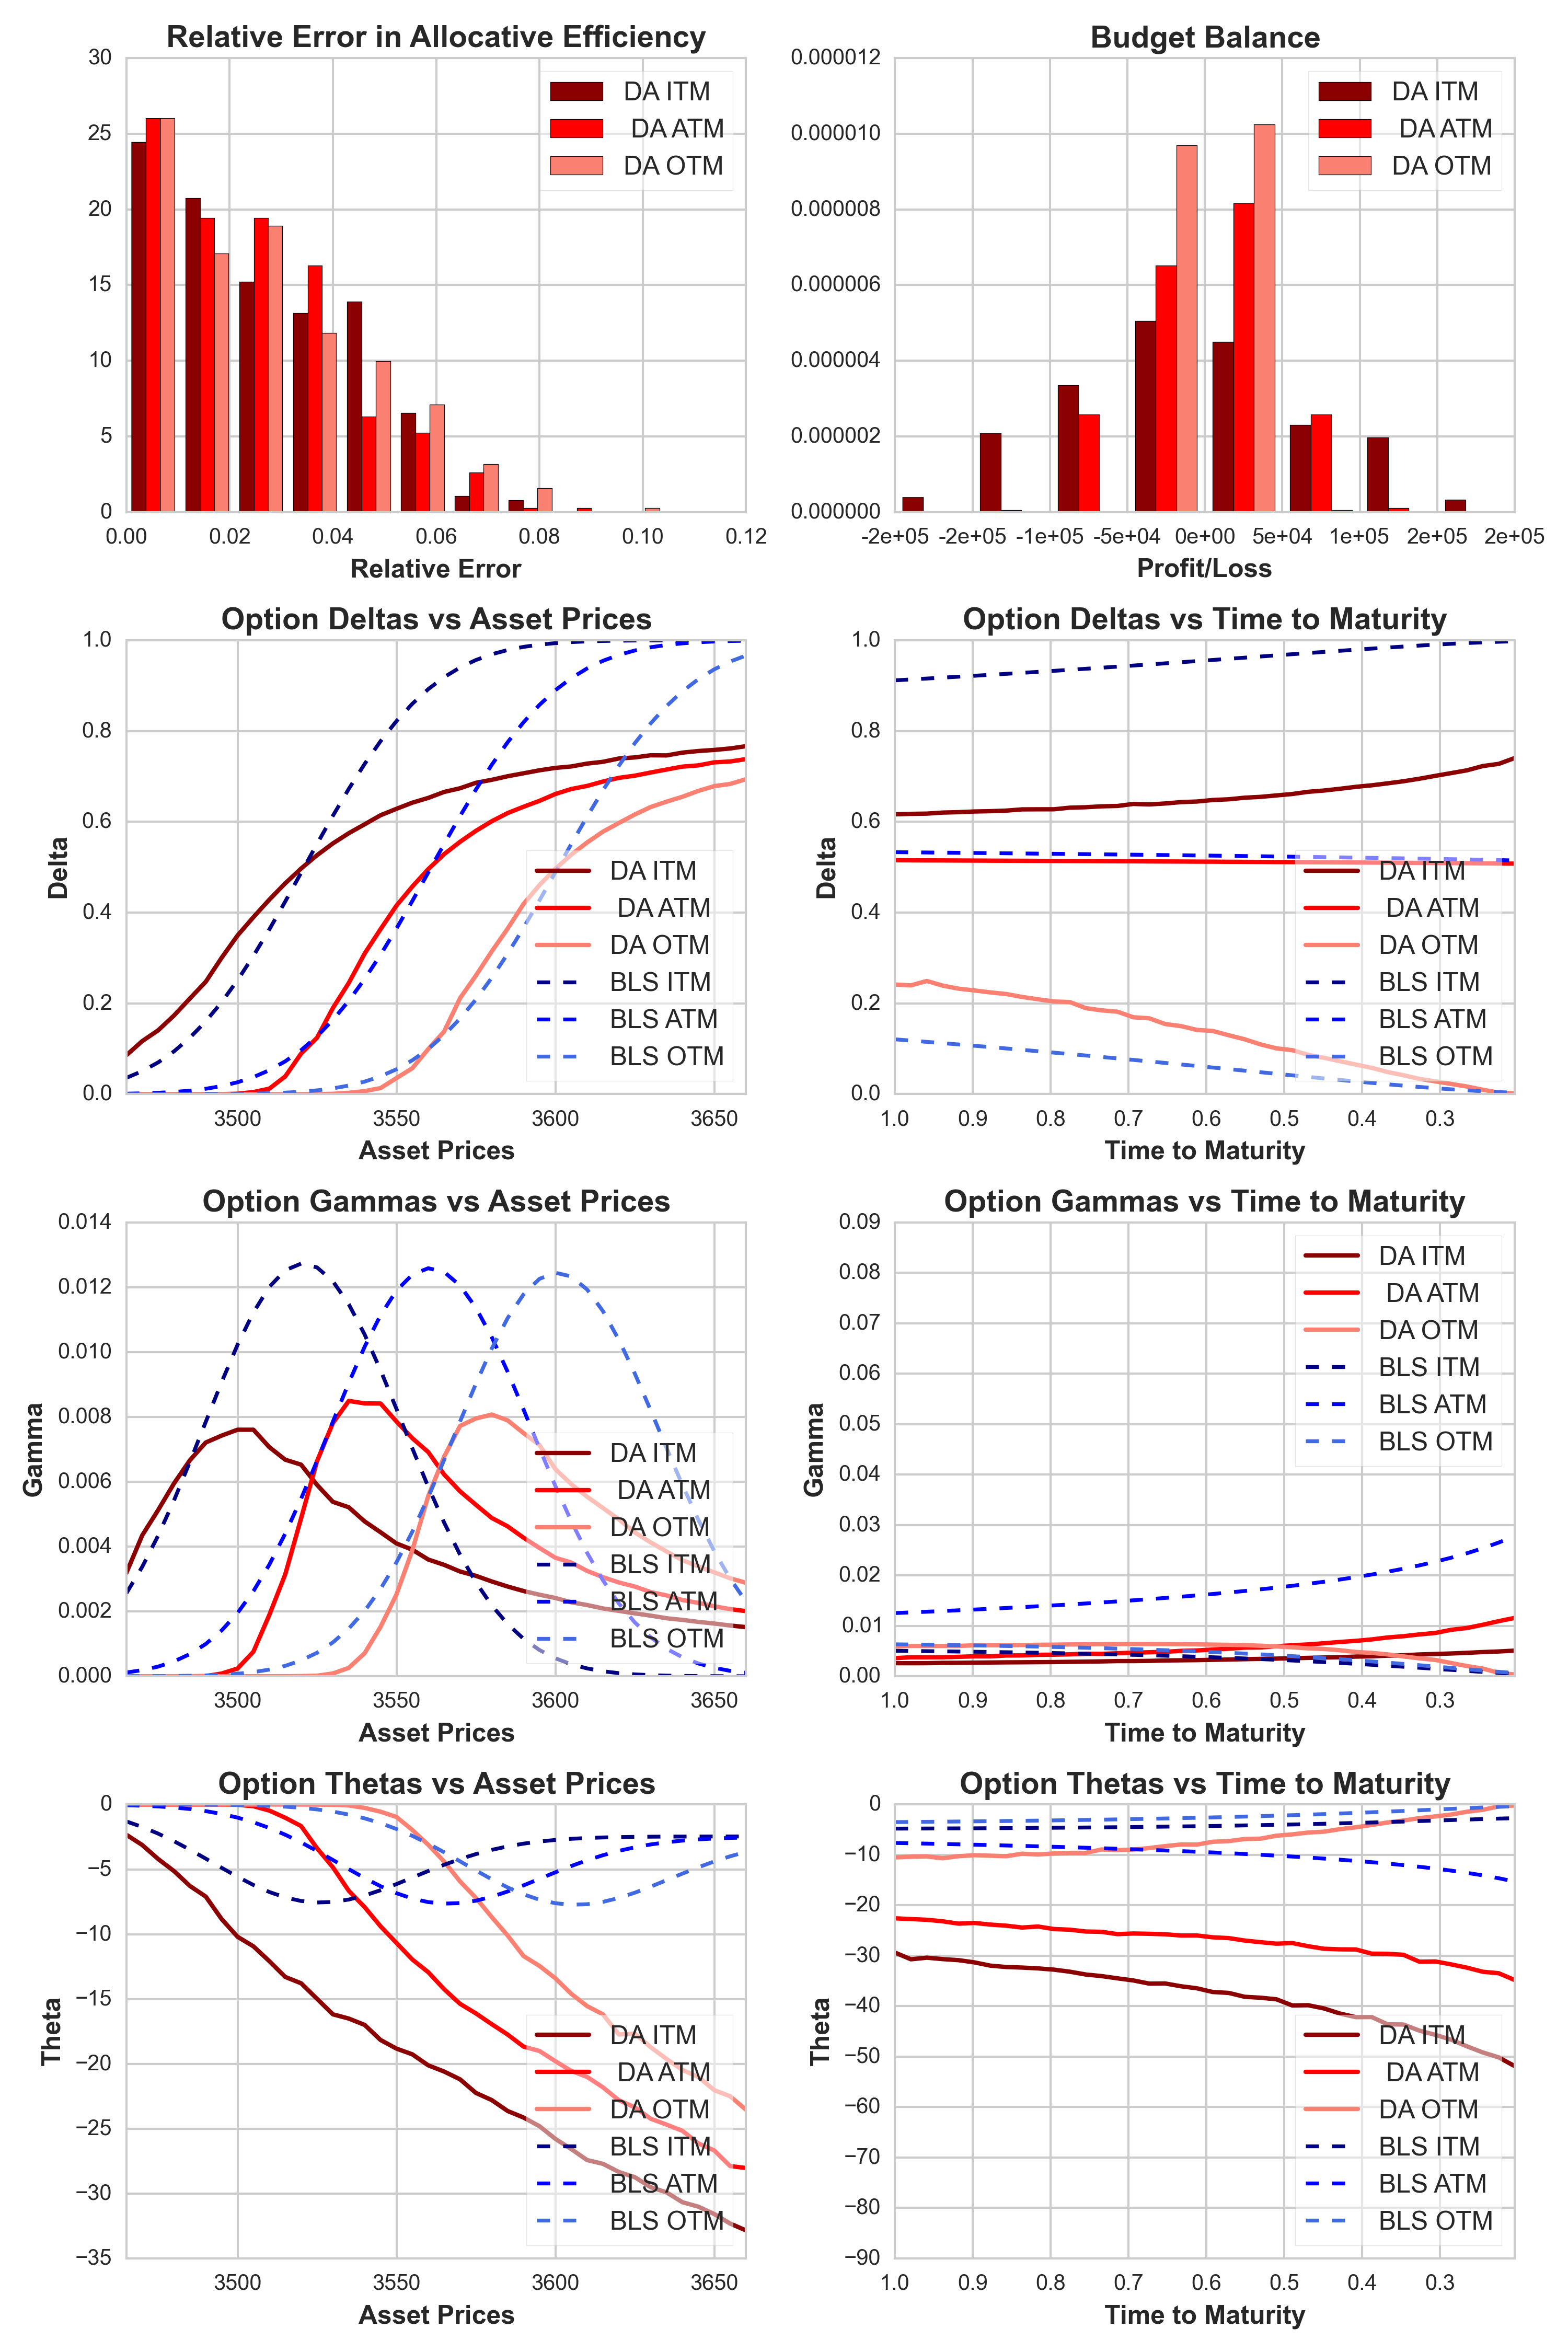 Relative Error in Allocative Efficiency
30
25
20
15
10
5
0
0.00 0.02 0.04 0.06 0.08 0.10 0.12
Relative Error
DA ITM
DA ATM
DA OTM
Budget Balance
0.000012
0.000010
0.000008
0.000006
0.000004
0.000002
0.000000
-2e+05 -2e+05 -1e+05 -5e+04 0e+00 5e+04 1e+05 2e+05 2e+05
Profit/Loss
DA ITM
DA ATM
DA OTM
Option Deltas vs Asset Prices
1.0
0.8
0.6
0.4
0.2
0.0
Delta
3500 3550 3600 3650
Asset Prices
DA ITM
DA ATM
DA OTM
BLS ITM
BLS ATM
BLS OTM
Option Deltas vs Time to Maturity
1.0
0.8
0.6
0.4
0.2
0.0
Delta
1.0 0.9 0.8 0.7 0.6 0.5 0.4 0.3
Time to Maturity
DA ITM
DA ATM
DA OTM
BLS ITM
BLS ATM
BLS OTM
Option Gammas vs Asset Prices
0.014
0.012
0.010
0.008
0.006
0.004
0.002
0.000
Gamma
3500 3550 3600 3650
Asset Prices
DA ITM
DA ATM
DA OTM
BLS ITM
BLS ATM
BLS OTM
Option Gammas vs Time to Maturity
0.09
0.08
0.07
0.06
0.05
0.04
0.03
0.02
0.01
0.00
Gamma
1.0 0.9 0.8 0.7 0.6 0.5 0.4 0.3
Time to Maturity
DA ITM
DA ATM
DA OTM
BLS ITM
BLS ATM
BLS OTM
Option Thetas vs Asset Prices
0
−5
−10
−15
−20
−25
−30
−35
Theta
3500 3550 3600 3650
Asset Prices
DA ITM
DA ATM
DA OTM
BLS ITM
BLS ATM
BLS OTM
Option Thetas vs Time to Maturity
0
−10
−20
−30
−40
−50
−60
−70
−80
−90
Theta
1.0 0.9 0.8 0.7 0.6 0.5 0.4 0.3
Time to Maturity
DA ITM
DA ATM
DA OTM
BLS ITM
BLS ATM
BLS OTM